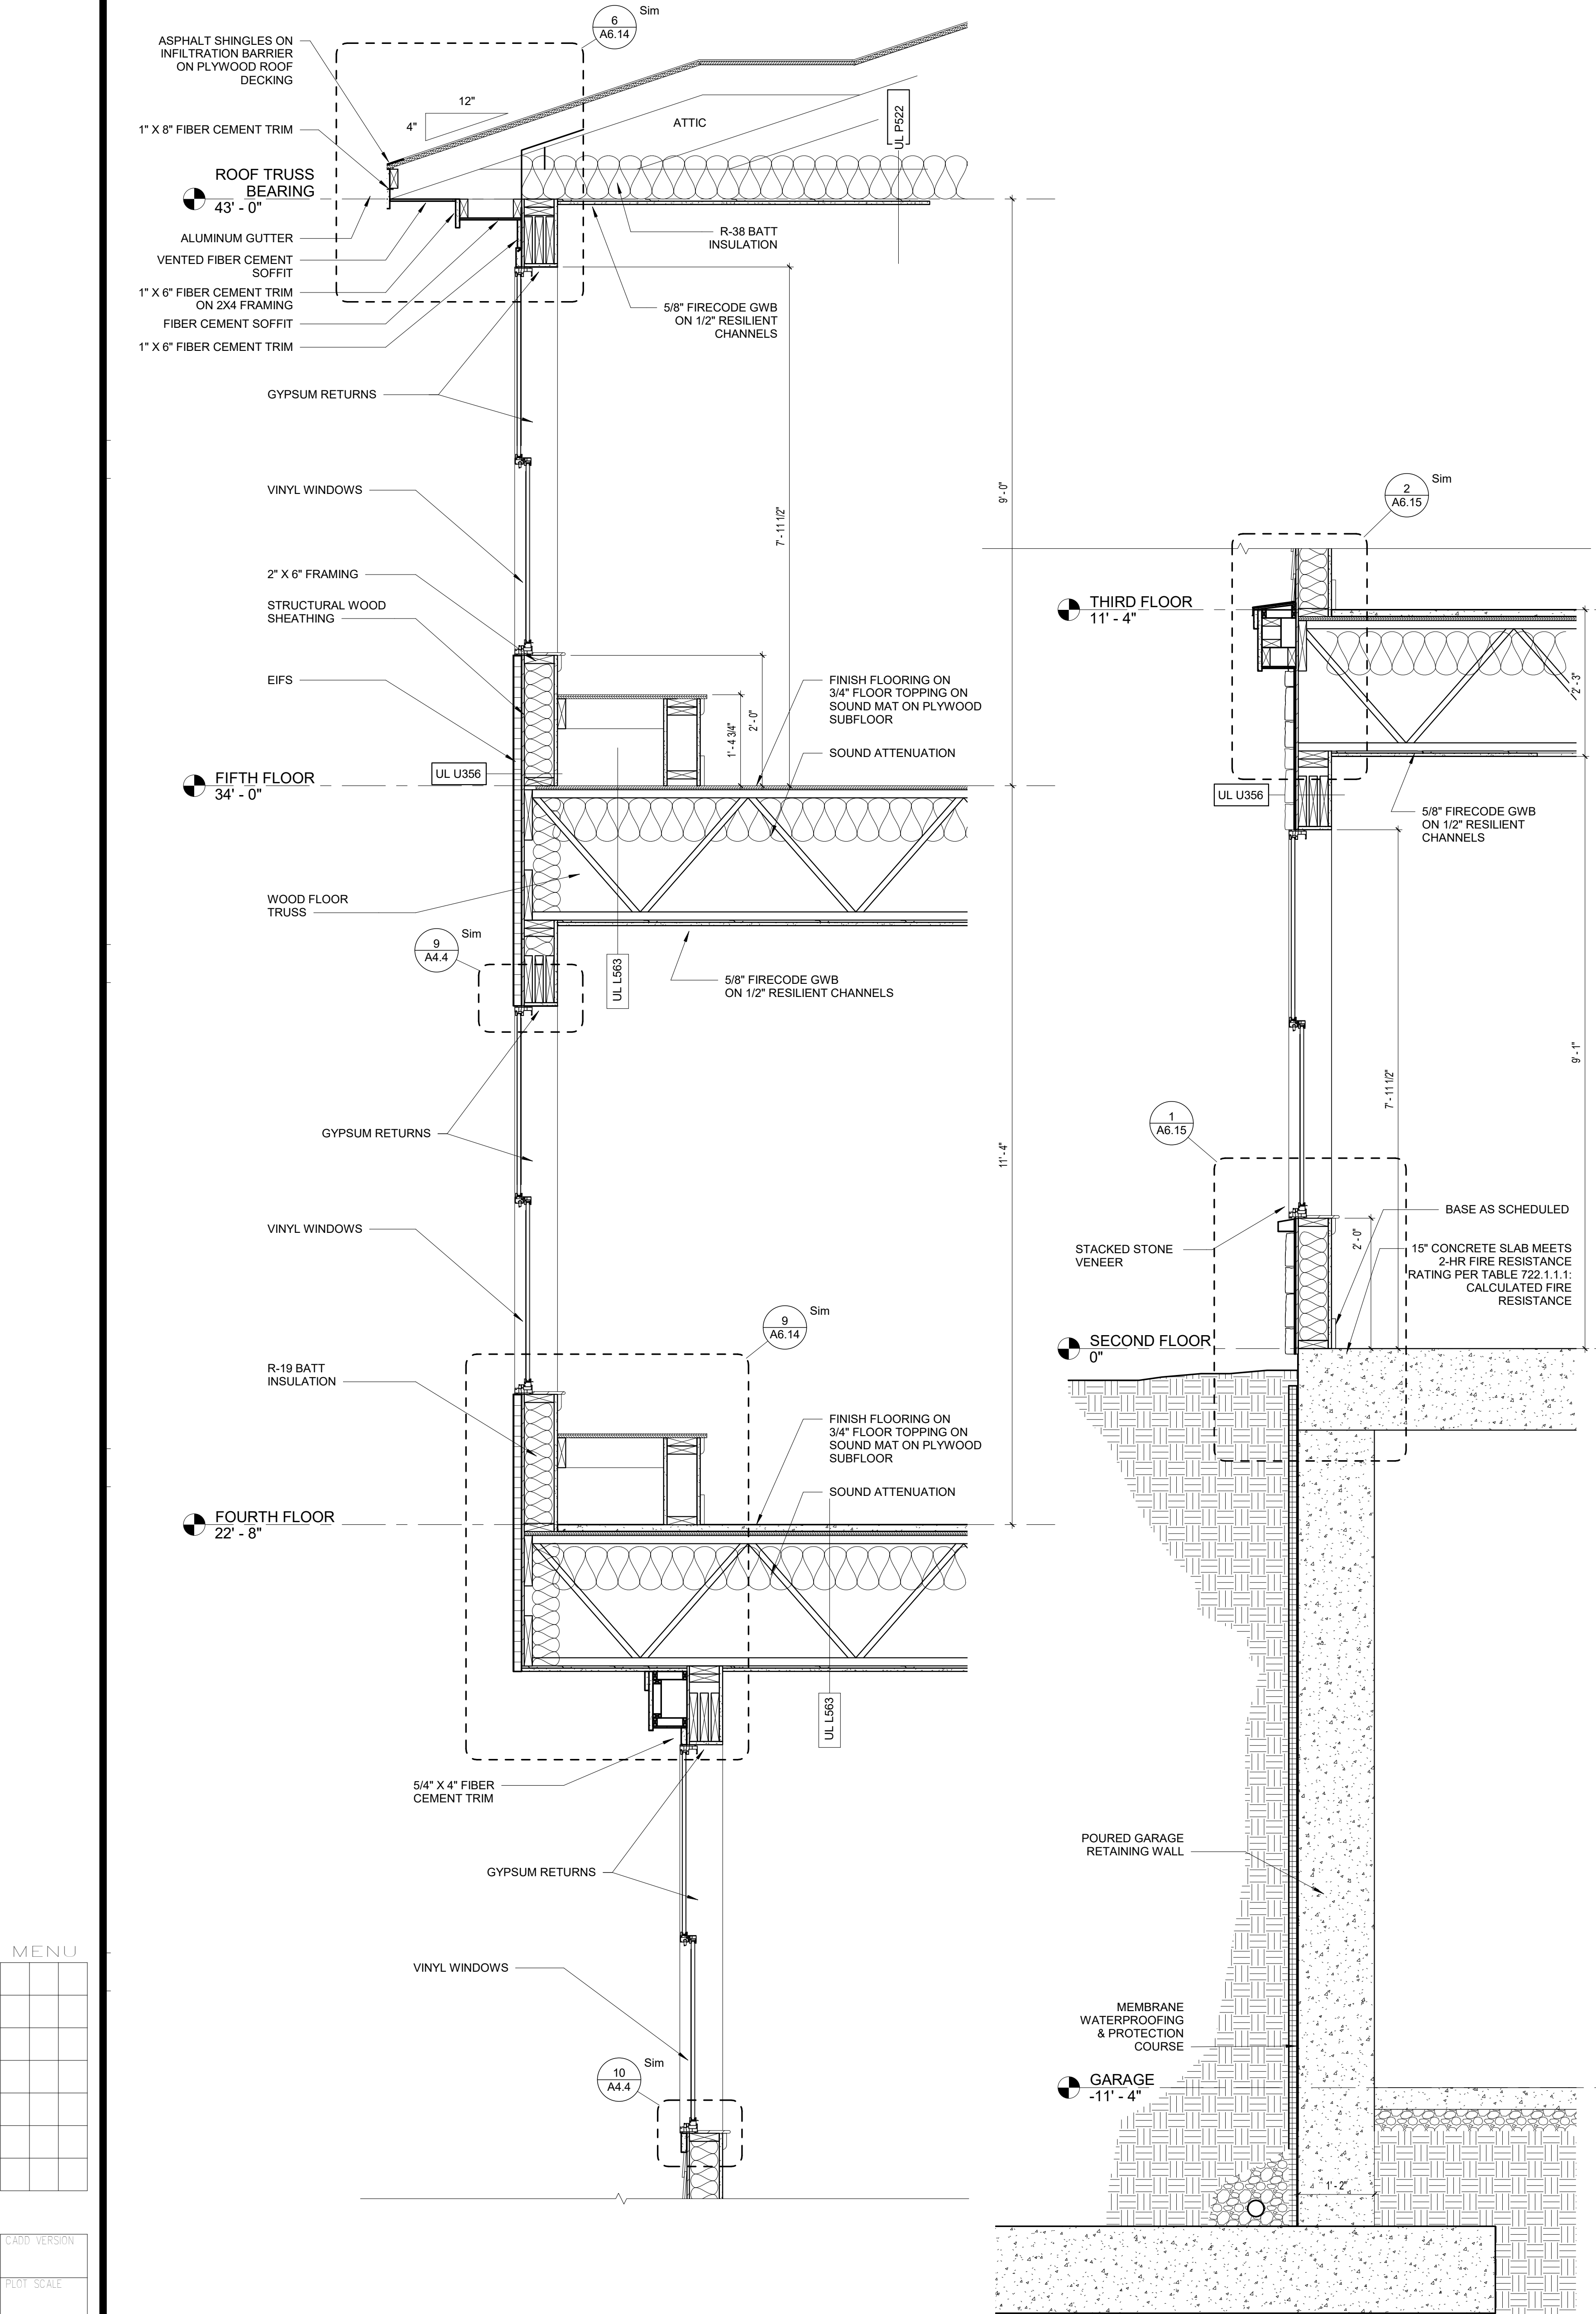 6
A6.14
Sim
ASPHALT SHINGLES ON
INFILTRATION BARRIER
ON PLYWOOD ROOF
DECKING
12"
4"
1" X 8" FIBER CEMENT TRIM
ATTIC
UL P522
ROOF TRUSS
BEARING
43' - 0"
ALUMINUM GUTTER
VENTED FIBER CEMENT
SOFFIT
1" X 6" FIBER CEMENT TRIM
ON 2X4 FRAMING
FIBER CEMENT SOFFIT
1" X 6" FIBER CEMENT TRIM
R-38 BATT
INSULATION
5/8" FIRECODE GWB
ON 1/2" RESILIENT
CHANNELS
GYPSUM RETURNS
VINYL WINDOWS
9' - 0"
7' - 11 1/2"
2" X 6" FRAMING
STRUCTURAL WOOD
SHEATHING
EIFS
1' - 4 3/4"
2' - 0"
FINISH FLOORING ON
3/4" FLOOR TOPPING ON
SOUND MAT ON PLYWOOD
SUBFLOOR
SOUND ATTENUATION
UL U356
FIFTH FLOOR
34' - 0"
WOOD FLOOR
TRUSS
9
A4.4
Sim
UL L563
5/8" FIRECODE GWB
ON 1/2" RESILIENT CHANNELS
GYPSUM RETURNS
11' - 4"
VINYL WINDOWS
9
A6.14
Sim
R-19 BATT
INSULATION
FINISH FLOORING ON
3/4" FLOOR TOPPING ON
SOUND MAT ON PLYWOOD
SUBFLOOR
SOUND ATTENUATION
FOURTH FLOOR
22' - 8"
UL L563
5/4" X 4" FIBER
CEMENT TRIM
GYPSUM RETURNS
VINYL WINDOWS
10
A4.4
Sim
2
A6.15
Sim
THIRD FLOOR
11' - 4"
2' - 3"
UL U356
5/8" FIRECODE GWB
ON 1/2" RESILIENT
CHANNELS
9' - 1"
7' - 11 1/2"
1
A6.15
BASE AS SCHEDULED
STACKED STONE
VENEER
2' - 0"
15" CONCRETE SLAB MEETS
2-HR FIRE RESISTANCE
RATING PER TABLE 722.1.1.1:
CALCULATED FIRE
RESISTANCE
SECOND FLOOR
0"
POURED GARAGE
RETAINING WALL
MEMBRANE
WATERPROOFING
& PROTECTION
COURSE
GARAGE
-11' - 4"
1' - 2"
MENU
CADD VERSION
PLOT SCALE